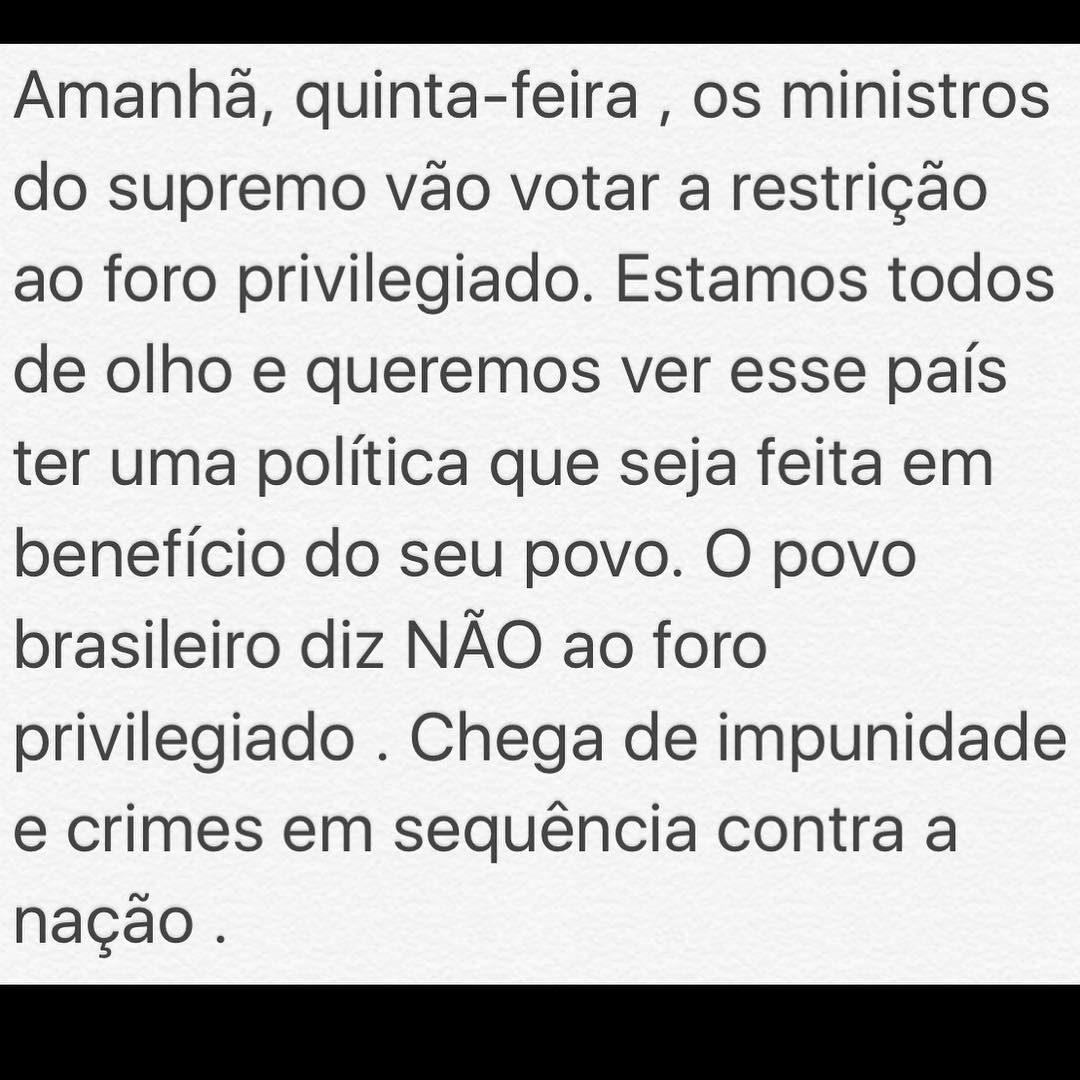 Amanhã, quinta-feira , os ministros
do supremo vão votar a restrição
ao foro privilegiado. Estamos todos
de olho e queremos ver esse país
ter uma política que seja feita em
benefício do seu povo. O povo
brasileiro diz NÃO ao foro
privilegiado . Chega de impunidade
e crimes em sequência contra a
nação .